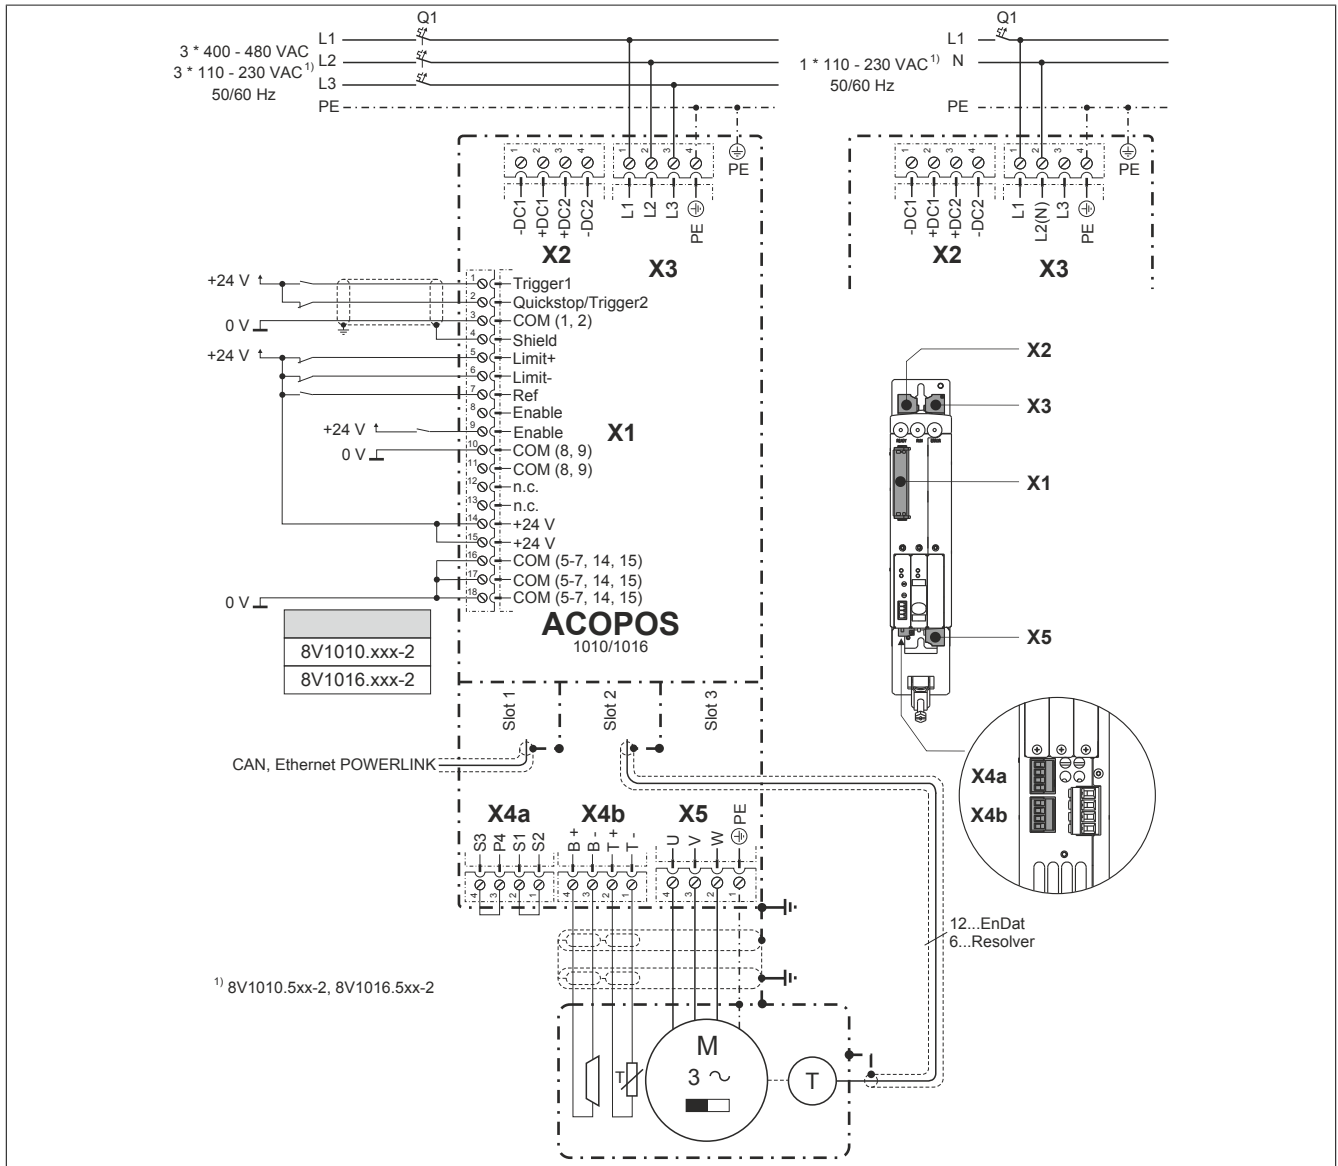 Q1
3 * 400 - 480 VAC
3 * 110 - 230 VAC 1)
50/60 Hz
L1
L2
L3
PE
Q1
1 * 110 - 230 VAC 1)
50/60 Hz
L1
N
PE
1 2 3 4
-DC1
+DC1
+DC2
-DC2
X2
1 2 3 4
L1
L2
L3
PE
X3
PE
1 2 3 4
-DC1
+DC1
+DC2
-DC2
X2
1 2 3 4
L1
L2(N)
L3
PE
X3
PE
+24 V
0 V
+24 V
+24 V
0 V
0 V
1 Trigger1
2 Quickstop/Trigger2
3 COM (1, 2)
4 Shield
5 Limit+
6 Limit-
7 Ref
8 Enable
9 Enable
10 COM (8, 9)
11 COM (8, 9)
12 n.c.
13 n.c.
14 +24 V
15 +24 V
16 COM (5-7, 14, 15)
17 COM (5-7, 14, 15)
18 COM (5-7, 14, 15)
X1
ACOPOS
1010/1016
8V1010.xxx-2
8V1016.xxx-2
X2
X3
X1
X5
X4a
X4b
Slot 1
Slot 2
Slot 3
CAN, Ethernet POWERLINK
X4a
S3
P4
S1
S2
4 3 2 1
X4b
B +
B -
T +
T -
4 3 2 1
X5
U
V
W
PE
4 3 2 1
12...EnDat
6...Resolver
1) 8V1010.5xx-2, 8V1016.5xx-2
T
M
3 ~
T